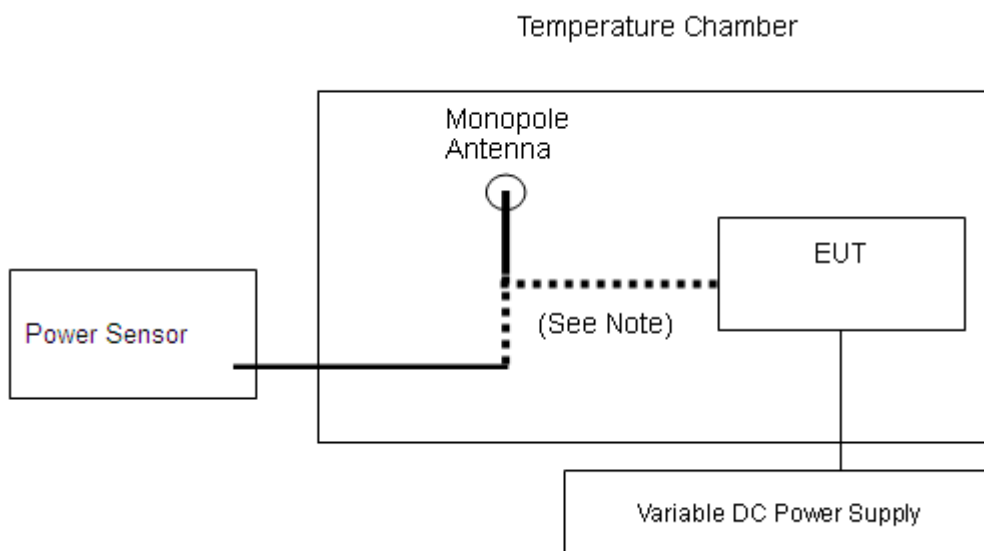 Temperature Chamber
Monopole
Antenna
EUT
Power Sensor
(See Note)
Variable DC Power Supply